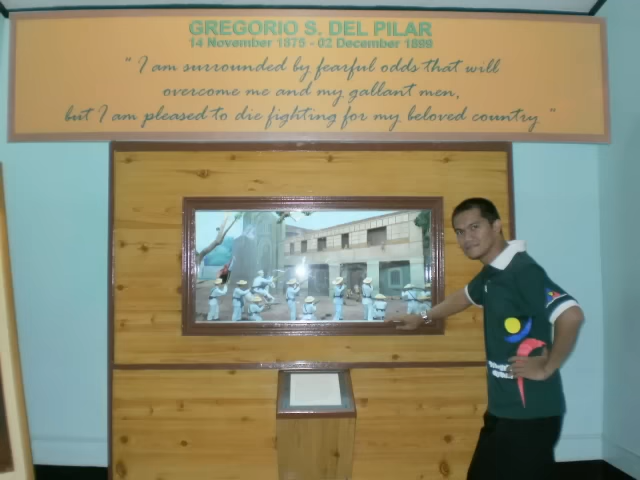 GREGORIO S. DEL PILAR
14 November 1875 - 02 December 1899
" I am surrounded by fearful odds that will
overcome me and my gallant men,
but I am pleased to die fighting for my beloved country "